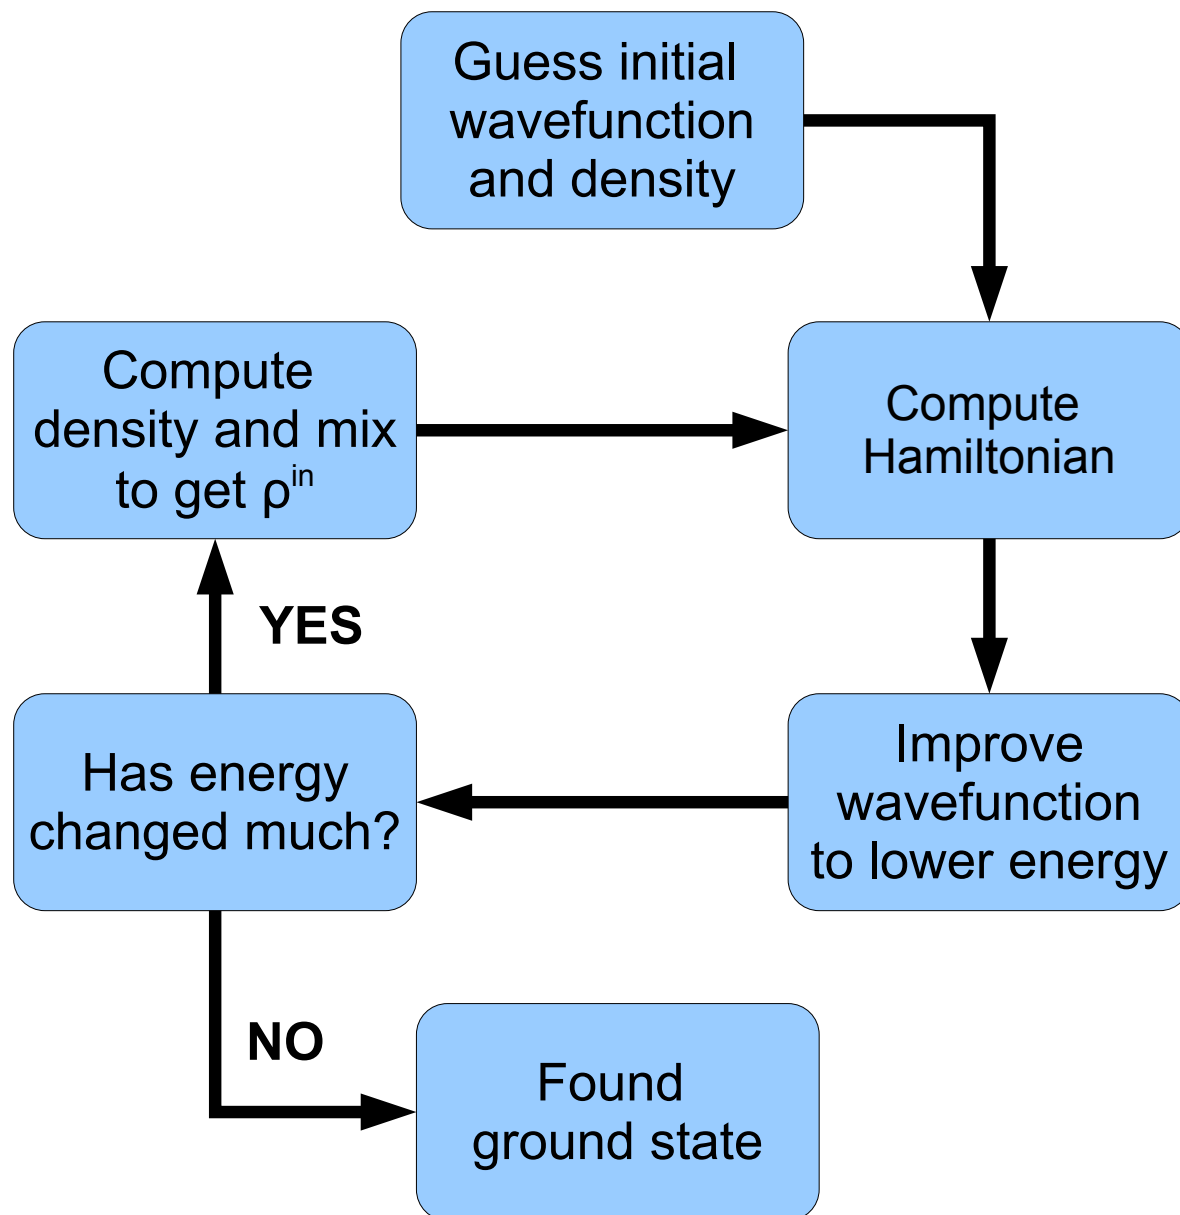 Guess initial
wavefunction
and density
Compute
density and mix
to get ρⁱⁿ
Compute
Hamiltonian
YES
Has energy
changed much?
Improve
wavefunction
to lower energy
NO
Found
ground state